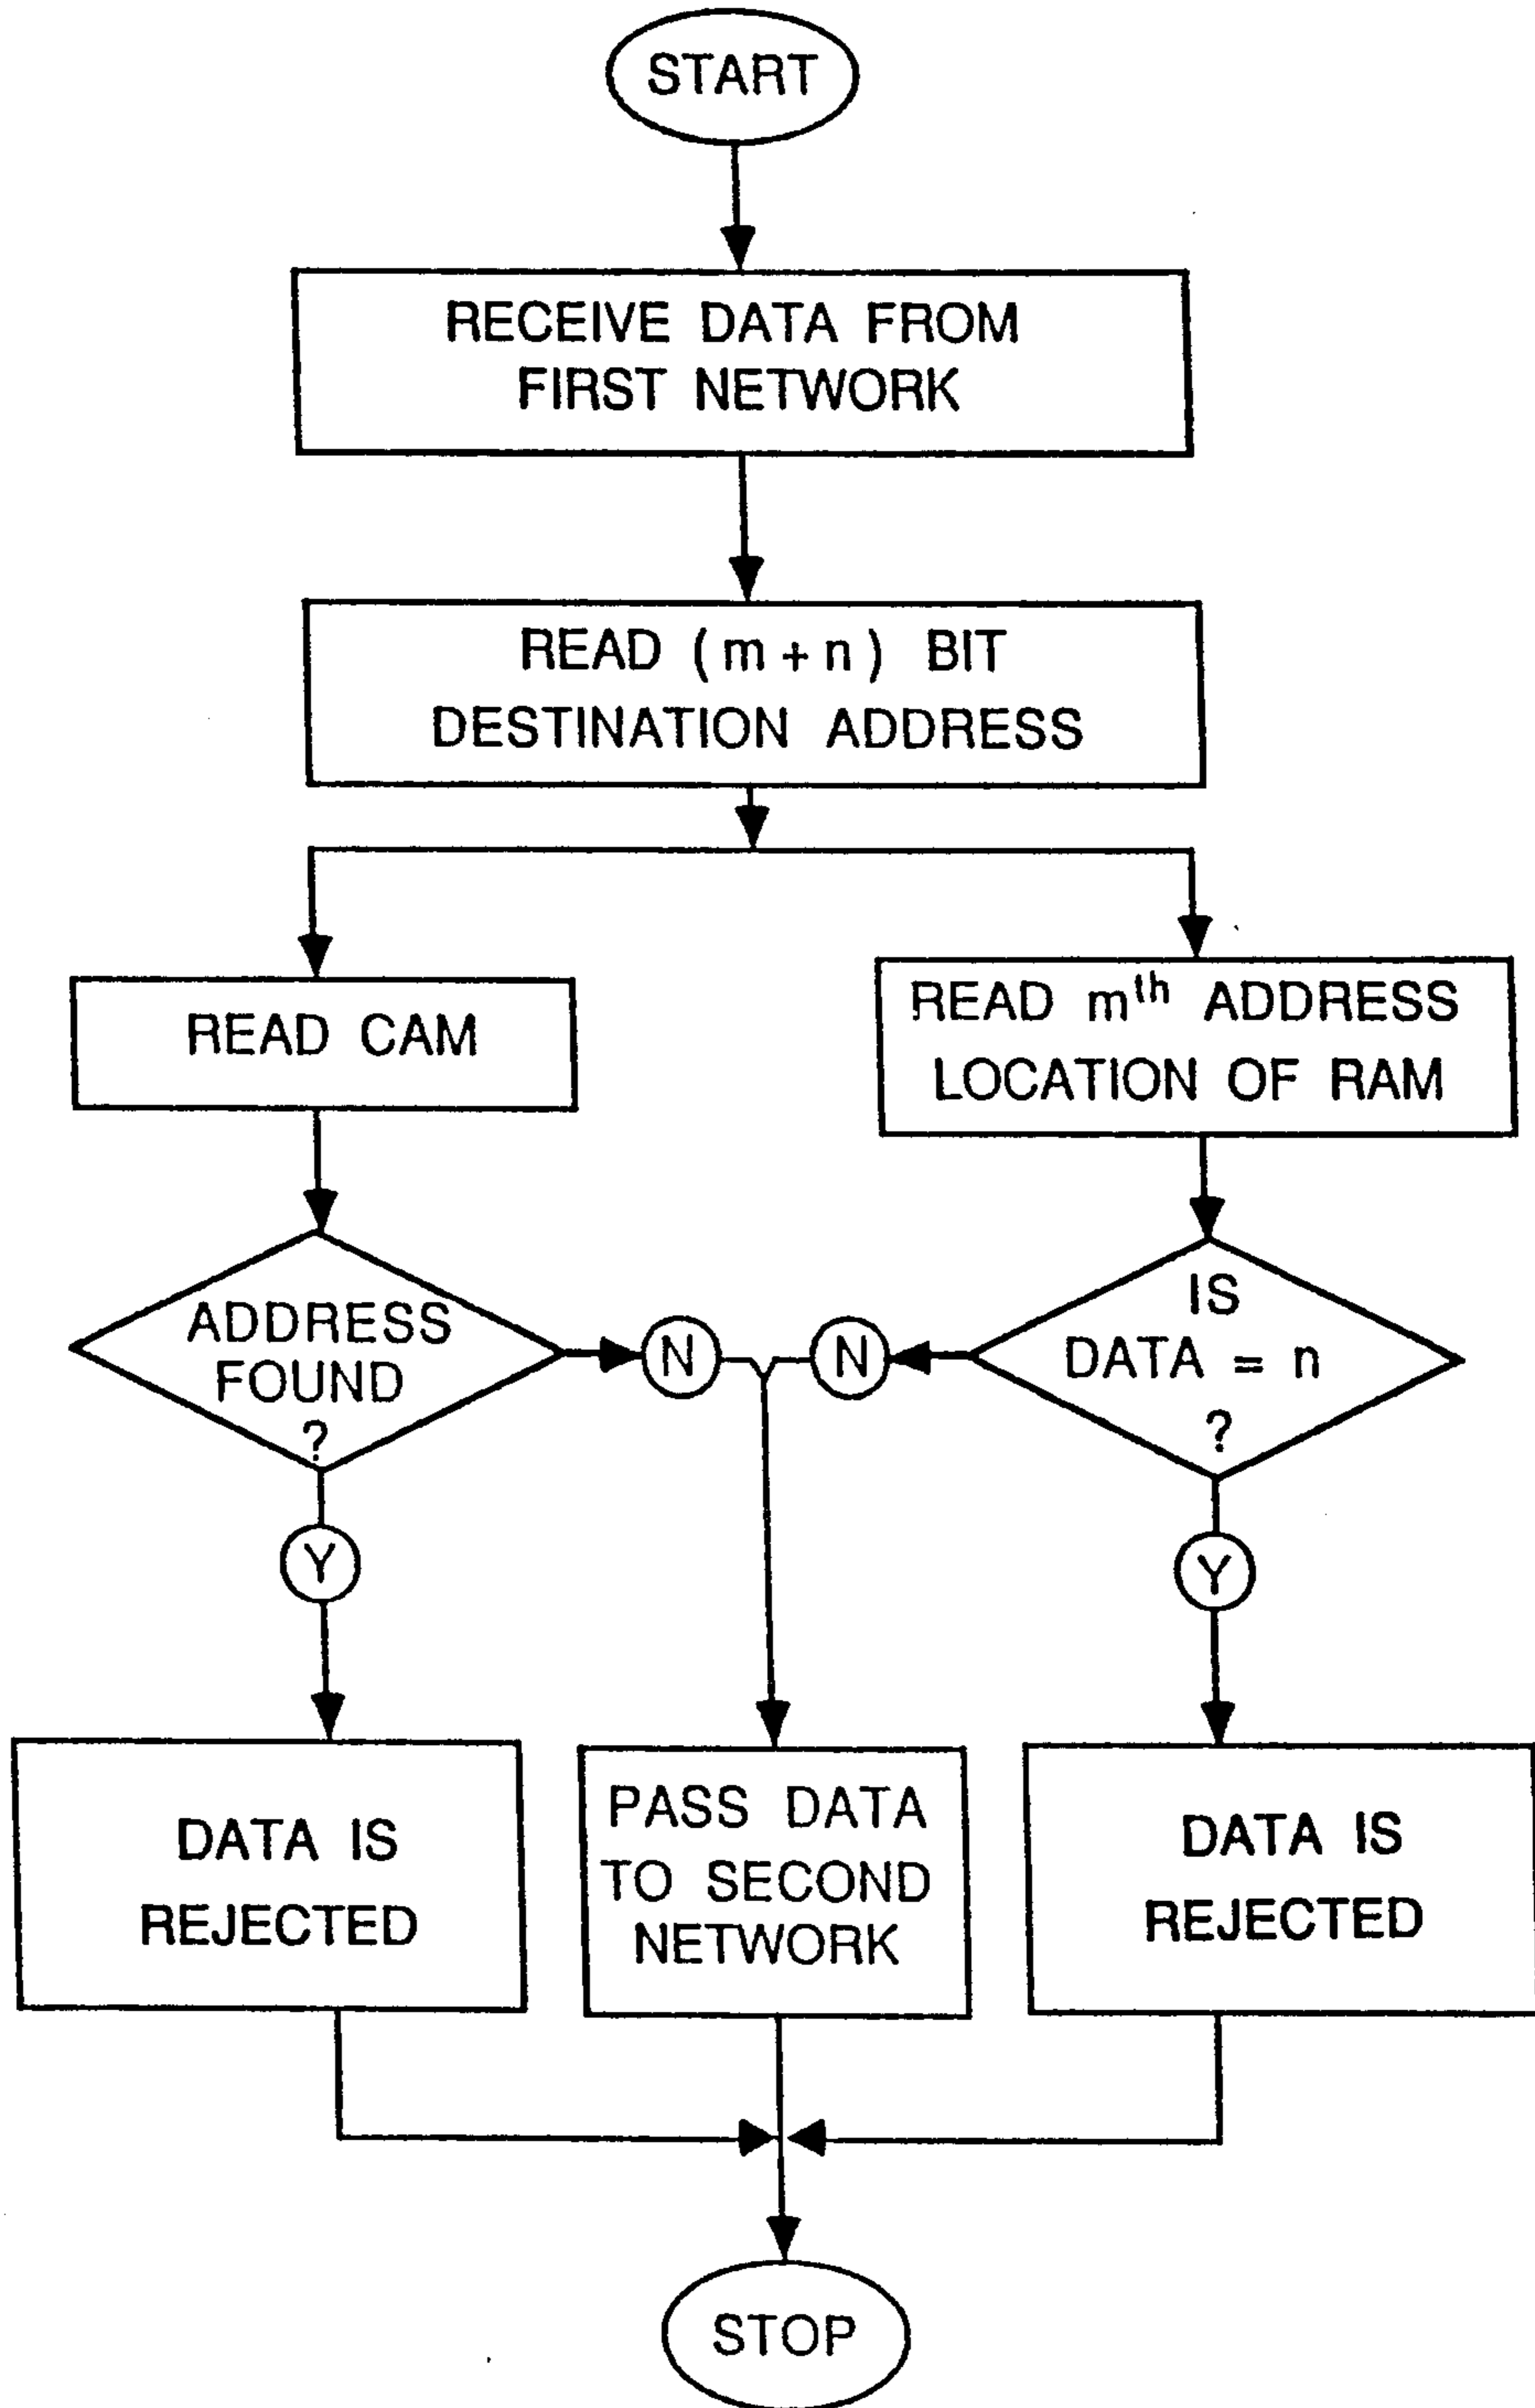 START
RECEIVE DATA FROM
FIRST NETWORK
READ (m + n) BIT
DESTINATION ADDRESS
READ CAM
READ mth ADDRESS
LOCATION OF RAM
ADDRESS
FOUND
?
N
N
IS
DATA = n
?
Y
Y
DATA IS
REJECTED
PASS DATA
TO SECOND
NETWORK
DATA IS
REJECTED
STOP